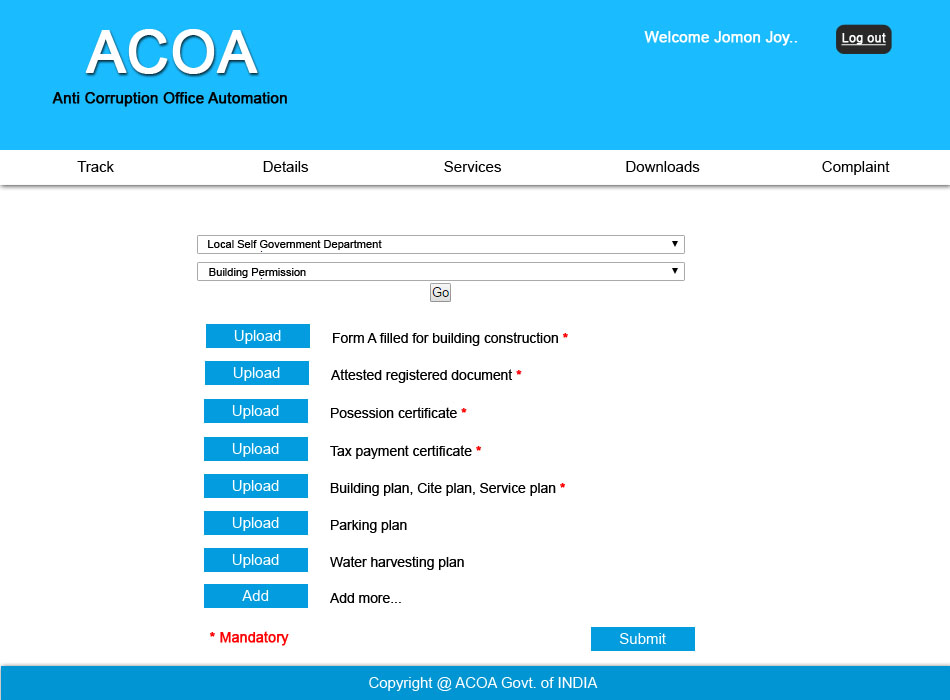 ACOA
Welcome Jomon Joy..
Log out
Anti Corruption Office Automation
Track Details Services Downloads Complaint
Local Self Government Department
Building Permission
Go
Upload Form A filled for building construction *
Upload Attested registered document *
Upload Posession certificate *
Upload Tax payment certificate *
Upload Building plan, Cite plan, Service plan *
Upload Parking plan
Upload Water harvesting plan
Add Add more...
* Mandatory
Submit
Copyright @ ACOA Govt. of INDIA